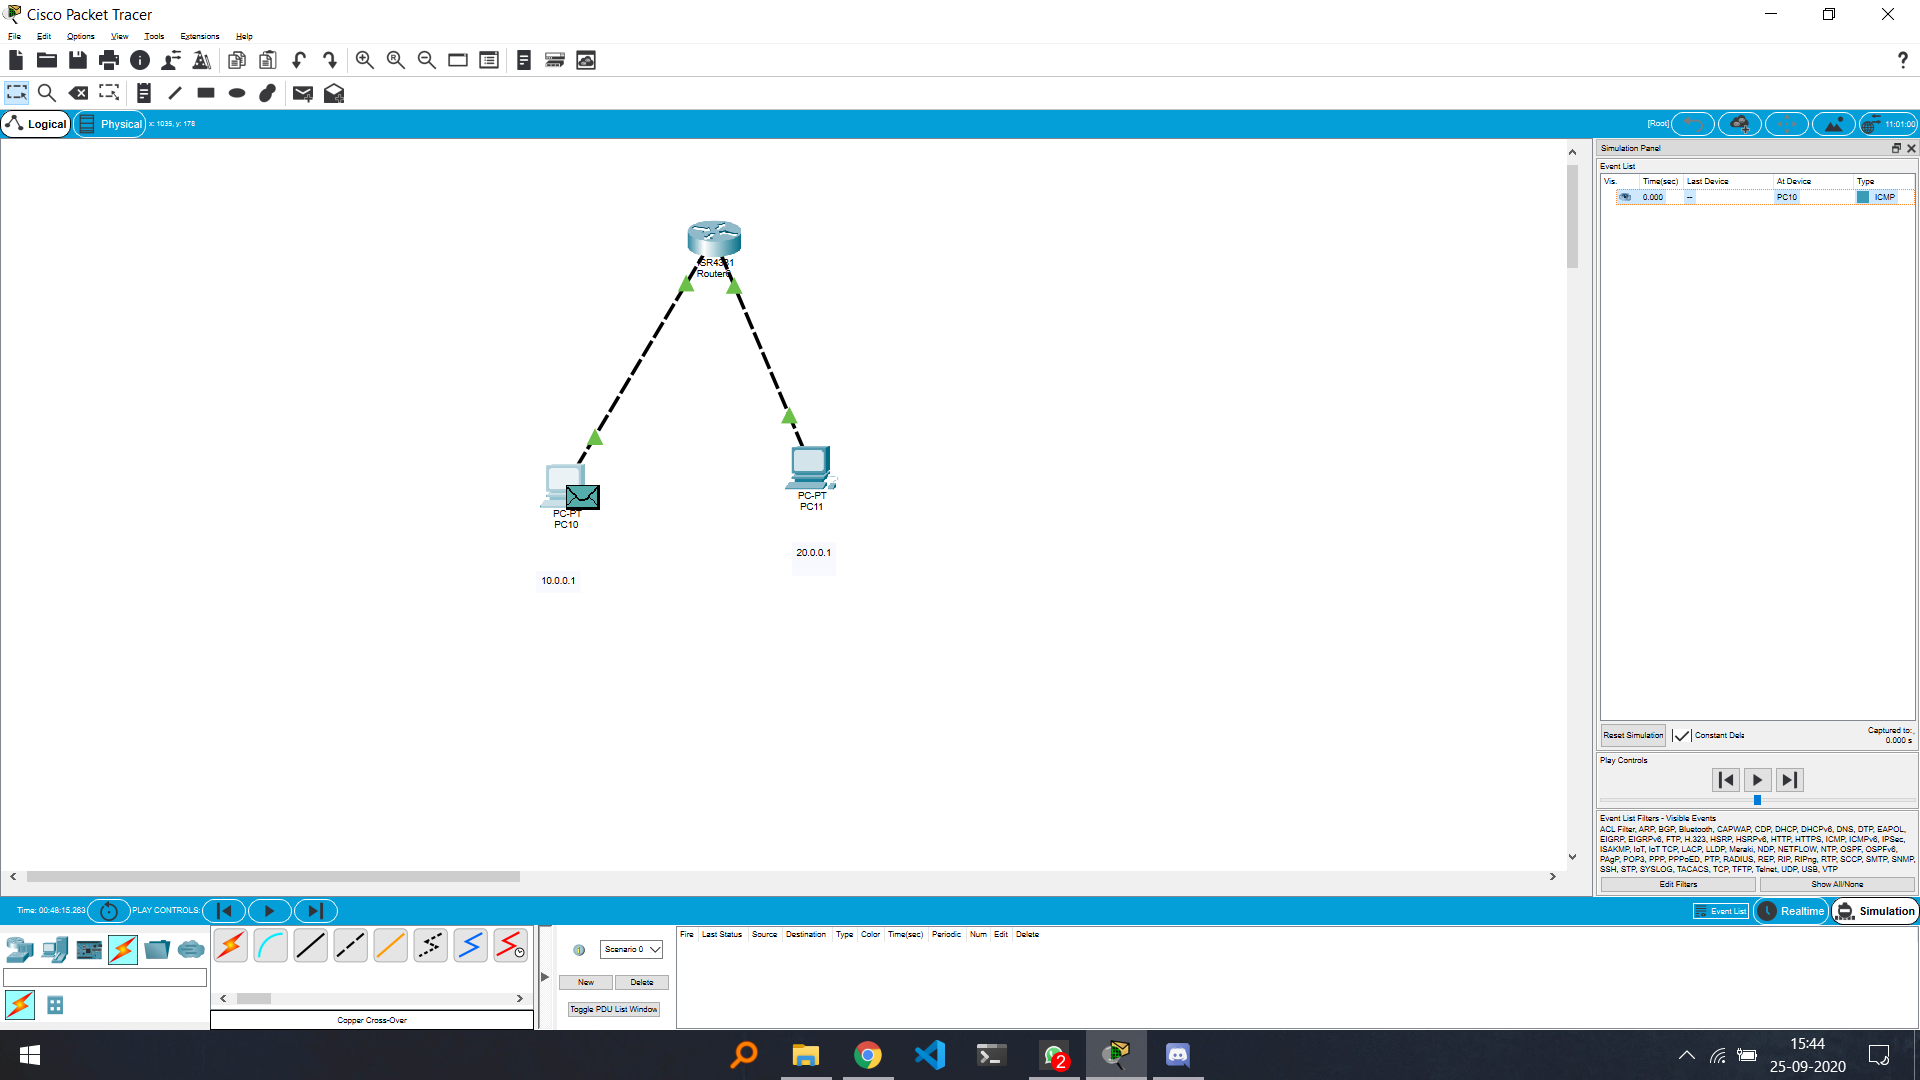 Cisco Packet Tracer
File Edit Options View Tools Extensions Help
Logical Physical x: 1035, y: 178 [Root] 11:01:00
Simulation Panel
Event List
Vis. Time(sec) Last Device At Device Type
0.000 -- PC10 ICMP
PC-PT
PC10
PC-PT
PC11
20.0.0.1
10.0.0.1
Reset Simulation Constant Dela Captured to:
0.000 s
Play Controls
Event List Filters - Visible Events
ACL Filter, ARP, BGP, Bluetooth, CAPWAP, CDP, DHCP, DHCPv6, DNS, DTP, EAPOL,
EIGRP, EIGRPv6, FTP, H.323, HSRP, HSRPv6, HTTP, HTTPS, ICMP, ICMPv6, IPSec,
ISAKMP, IoT, IoT TCP, LACP, LLDP, Meraki, NDP, NETFLOW, NTP, OSPF, OSPFv6,
PAgP, POP3, PPP, PPPoED, PTP, RADIUS, REP, RIP, RIPng, RTP, SCCP, SMTP, SNMP,
SSH, STP, SYSLOG, TACACS, TCP, TFTP, Telnet, UDP, USB, VTP
Edit Filters Show All/None
Time: 00:48:15.263 PLAY CONTROLS: Event List Realtime Simulation
Scenario 0
New Delete
Toggle PDU List Window
Fire Last Status Source Destination Type Color Time(sec) Periodic Num Edit Delete
Copper Cross-Over
2
15:44
25-09-2020